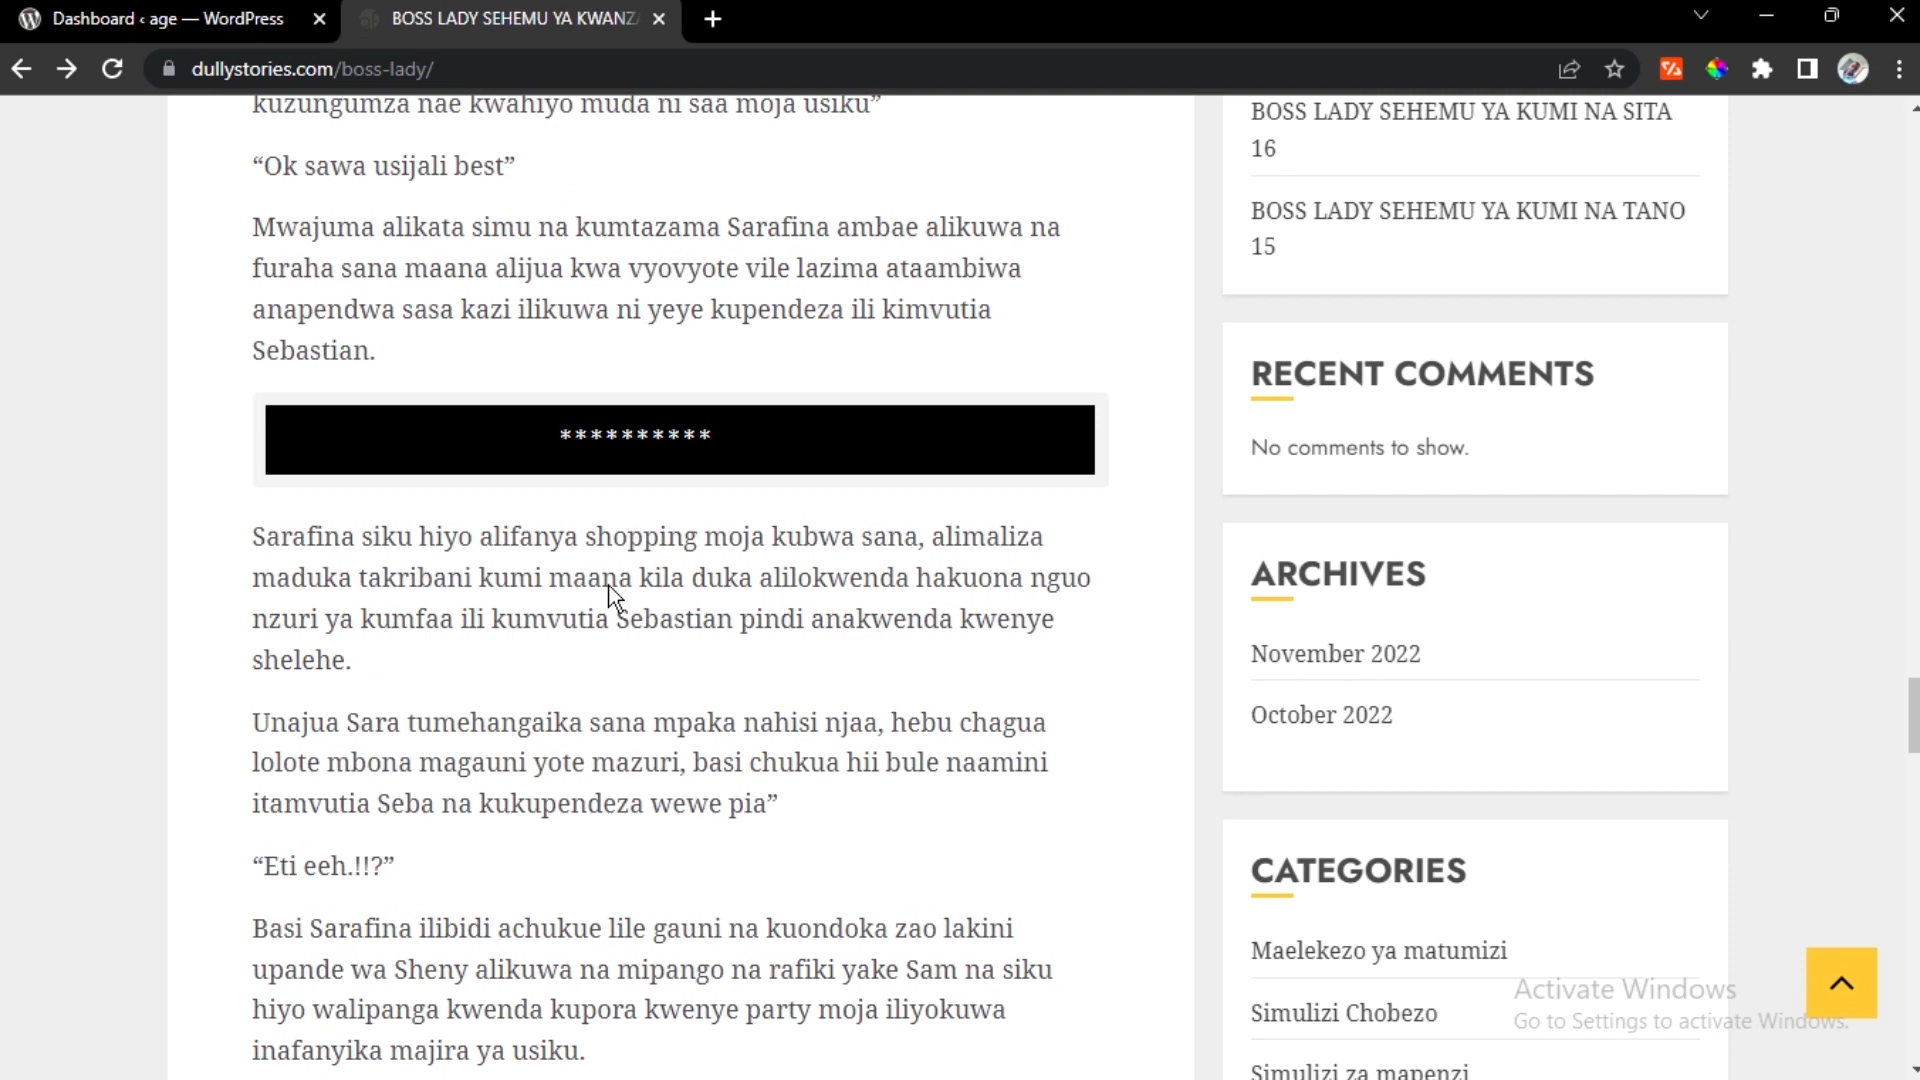 Dashboard ‹ age — WordPress
BOSS LADY SEHEMU YA KWANZA
dullystories.com/boss-lady/
kuzungumza nae kwahiyo muda ni saa moja usiku”
“Ok sawa usijali best”
Mwajuma alikata simu na kumtazama Sarafina ambae alikuwa na
furaha sana maana alijua kwa vyovyote vile lazima ataambiwa
anapendwa sasa kazi ilikuwa ni yeye kupendeza ili kimvutia
Sebastian.
**********
Sarafina siku hiyo alifanya shopping moja kubwa sana, alimaliza
maduka takribani kumi maana kila duka alilokwenda hakuona nguo
nzuri ya kumfaa ili kumvutia Sebastian pindi anakwenda kwenye
shelehe.
Unajua Sara tumehangaika sana mpaka nahisi njaa, hebu chagua
lolote mbona magauni yote mazuri, basi chukua hii bule naamini
itamvutia Seba na kukupendeza wewe pia”
“Eti eeh.!!?”
Basi Sarafina ilibidi achukue lile gauni na kuondoka zao lakini
upande wa Sheny alikuwa na mipango na rafiki yake Sam na siku
hiyo walipanga kwenda kupora kwenye party moja iliyokuwa
inafanyika majira ya usiku.
BOSS LADY SEHEMU YA KUMI NA SITA
16
BOSS LADY SEHEMU YA KUMI NA TANO
15
RECENT COMMENTS
No comments to show.
ARCHIVES
November 2022
October 2022
CATEGORIES
Maelekezo ya matumizi
Simulizi Chobezo
Simulizi za mapenzi
Activate Windows
Go to Settings to activate Windows.